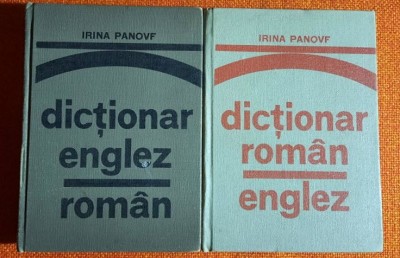 IRINA PANOVF
dicționar
englez
român
IRINA PANOVF
dicționar
român
englez